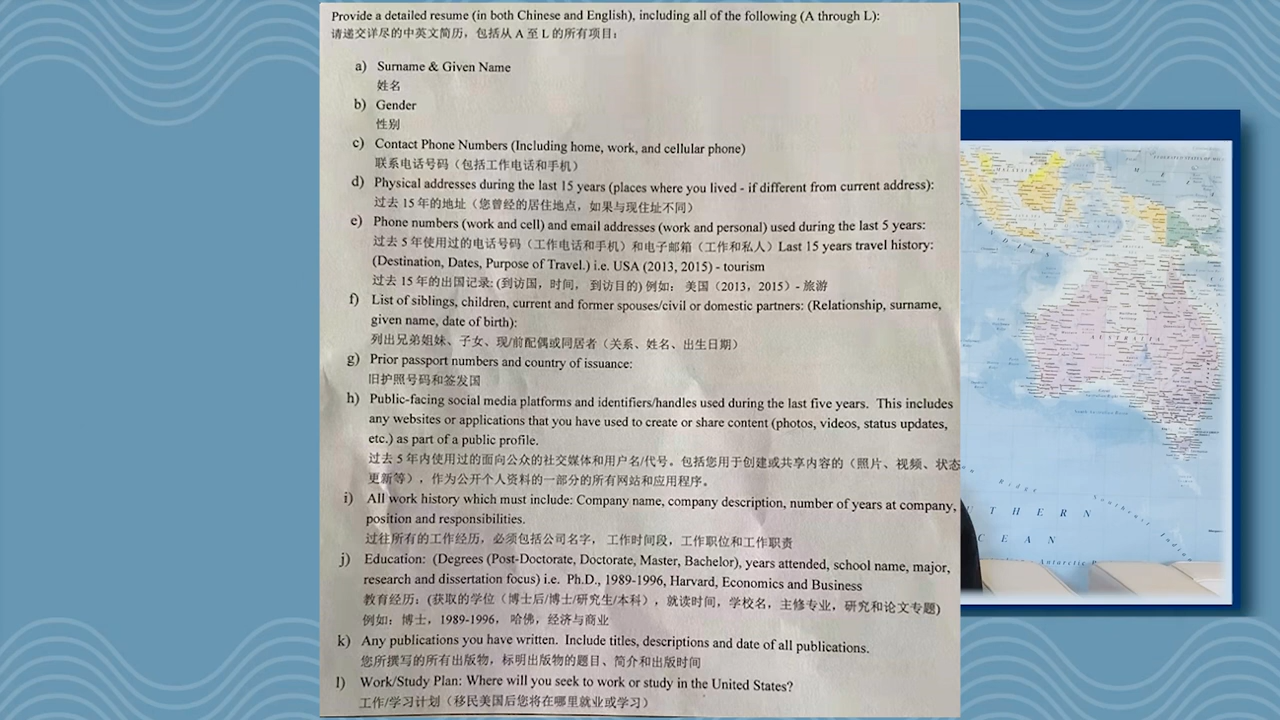 Provide a detailed resume (in both Chinese and English), including all of the following (A through L):
请递交详尽的中英文简历，包括从 A 至 L 的所有项目：
a) Surname & Given Name
姓名
b) Gender
性别
c) Contact Phone Numbers (Including home, work, and cellular phone)
联系电话号码（包括工作电话和手机）
d) Physical addresses during the last 15 years (places where you lived - if different from current address):
过去 15 年的地址（您曾经的居住地点，如果与现住址不同）
e) Phone numbers (work and cell) and email addresses (work and personal) used during the last 5 years:
过去 5 年使用过的电话号码（工作电话和手机）和电子邮箱（工作和私人）Last 15 years travel history:
(Destination, Dates, Purpose of Travel.) i.e. USA (2013, 2015) - tourism
过去 15 年的出国记录: (到访国，时间， 到访目的) 例如： 美国（2013，2015）- 旅游
f) List of siblings, children, current and former spouses/civil or domestic partners: (Relationship, surname,
given name, date of birth):
列出兄弟姐妹、子女、现/前配偶或同居者（关系、姓名、出生日期）
g) Prior passport numbers and country of issuance:
旧护照号码和签发国
h) Public-facing social media platforms and identifiers/handles used during the last five years. This includes
any websites or applications that you have used to create or share content (photos, videos, status updates,
etc.) as part of a public profile.
过去 5 年内使用过的面向公众的社交媒体和用户名/代号。包括您用于创建或共享内容的（照片、视频、状态
更新等），作为公开个人资料的一部分的所有网站和应用程序。
i) All work history which must include: Company name, company description, number of years at company,
position and responsibilities.
过往所有的工作经历，必须包括公司名字， 工作时间段，工作职位和工作职责
j) Education: (Degrees (Post-Doctorate, Doctorate, Master, Bachelor), years attended, school name, major,
research and dissertation focus) i.e. Ph.D., 1989-1996, Harvard, Economics and Business
教育经历：(获取的学位（博士后/博士/研究生/本科），就读时间，学校名，主修专业，研究和论文专题)
例如：博士，1989-1996， 哈佛，经济与商业
k) Any publications you have written. Include titles, descriptions and date of all publications.
您所撰写的所有出版物，标明出版物的题目、简介和出版时间
l) Work/Study Plan: Where will you seek to work or study in the United States?
工作/学习计划（移民美国后您将在哪里就业或学习）
MALAYSIA
AUSTRALIA